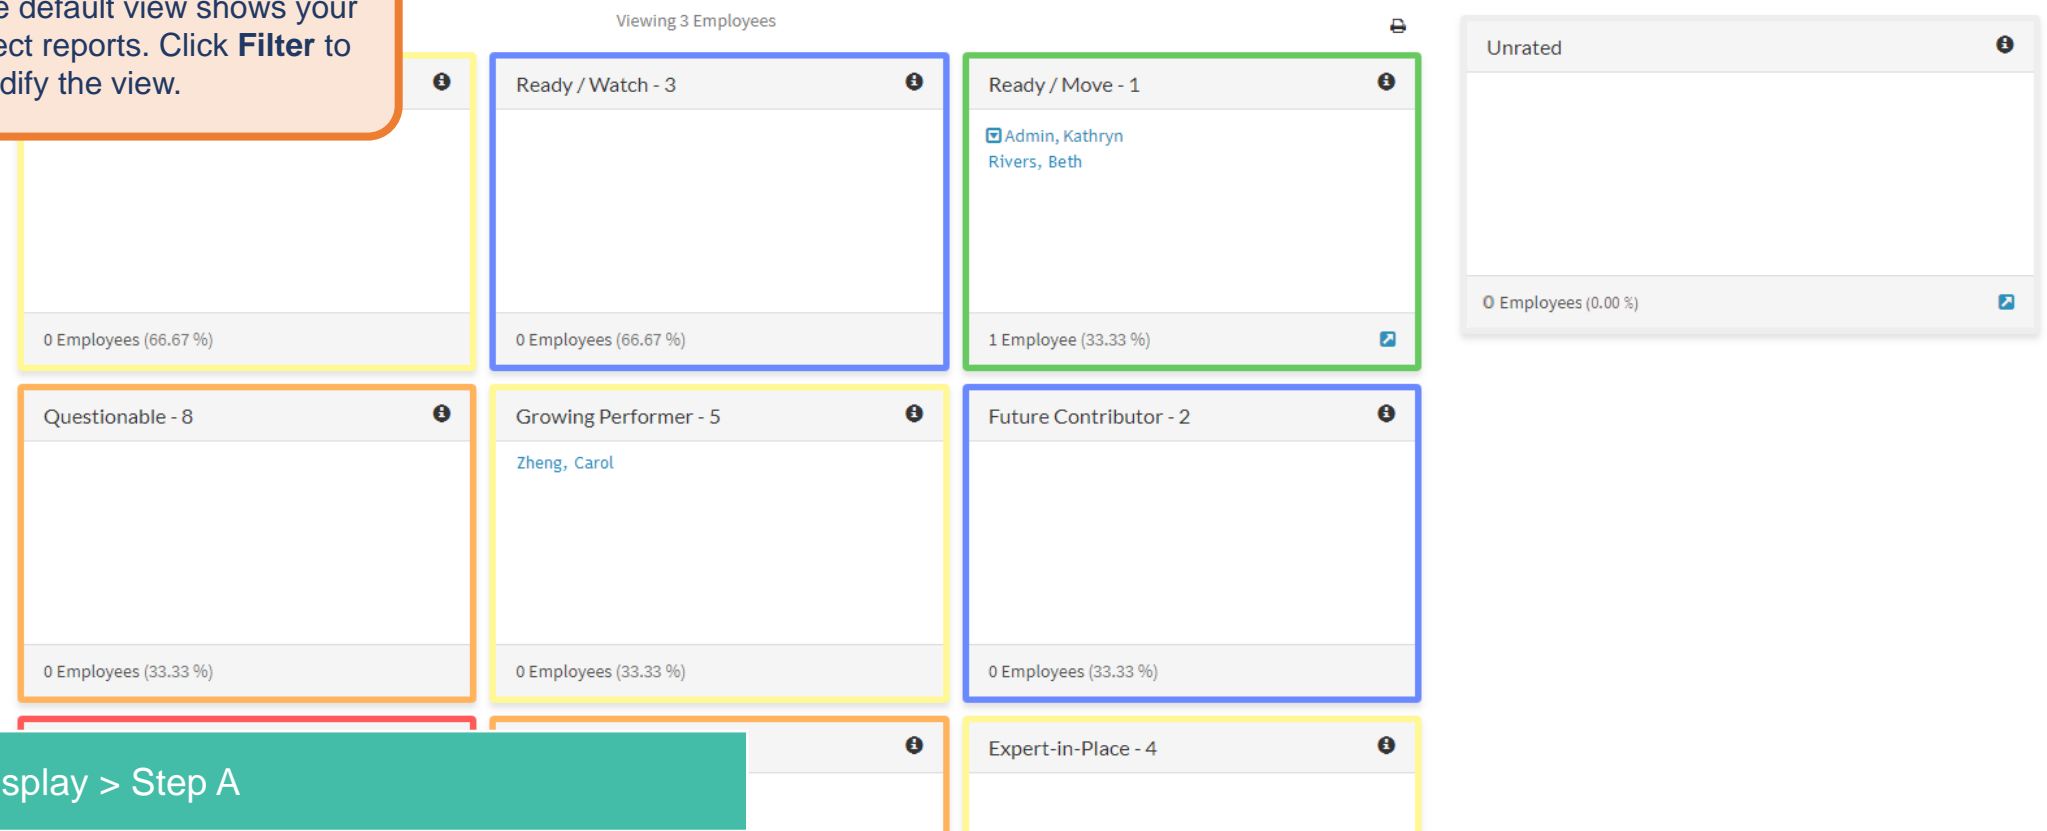 default view shows your
reports. Click Filter to
the view.
Viewing 3 Employees
Unrated
0 Employees (0.00 %)
Ready / Watch - 3
Ready / Move - 1
Admin, Kathryn
Rivers, Beth
0 Employees (66.67 %)
0 Employees (66.67 %)
1 Employee (33.33 %)
Questionable - 8
Growing Performer - 5
Future Contributor - 2
Zheng, Carol
0 Employees (33.33 %)
0 Employees (33.33 %)
0 Employees (33.33 %)
Expert-in-Place - 4
splay > Step A